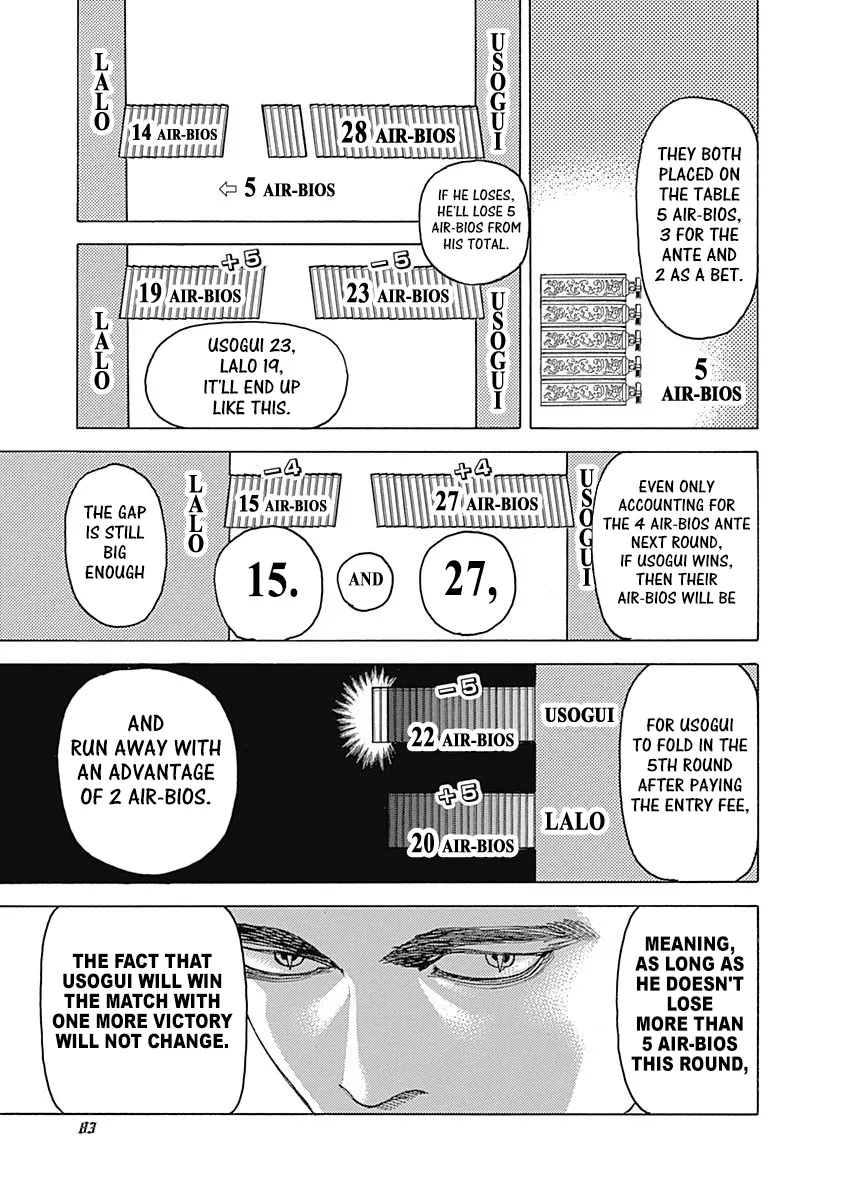 THEY BOTH
PLACED ON
THE TABLE
5 AIR-BIOS,
3 FOR THE
ANTE AND
2 AS A BET.
5
AIR-BIOS
LALO
USOGUI
14 AIR-BIOS
28 AIR-BIOS
5 AIR-BIOS
IF HE LOSES,
HE'LL LOSE 5
AIR-BIOS FROM
HIS TOTAL.
LALO
USOGUI
+5
-5
19 AIR-BIOS
23 AIR-BIOS
USOGUI 23,
LALO 19,
IT'LL END UP
LIKE THIS.
EVEN ONLY
ACCOUNTING FOR
THE 4 AIR-BIOS ANTE
NEXT ROUND,
IF USOGUI WINS,
THEN THEIR
AIR-BIOS WILL BE
USOGUI
LALO
-4
+4
15 AIR-BIOS
27 AIR-BIOS
27,
AND
15.
THE GAP
IS STILL
BIG
ENOUGH
FOR USOGUI
TO FOLD IN THE
5TH ROUND
AFTER PAYING
THE ENTRY FEE,
USOGUI
-5
22 AIR-BIOS
LALO
+5
20 AIR-BIOS
AND
RUN AWAY WITH
AN ADVANTAGE
OF 2 AIR-BIOS.
MEANING,
AS LONG AS
HE DOESN'T
LOSE
MORE THAN
5 AIR-BIOS
THIS ROUND,
THE FACT THAT
USOGUI WILL WIN
THE MATCH WITH
ONE MORE VICTORY
WILL NOT CHANGE.
83